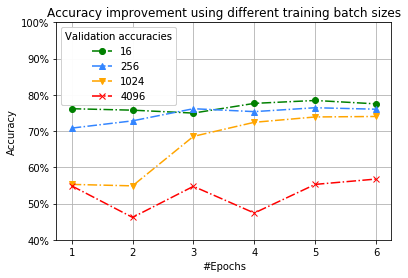 Accuracy improvement using different training batch sizes
100%
90%
80%
70%
60%
50%
40%
Accuracy
Validation accuracies
16
256
1024
4096
1 2 3 4 5 6
#Epochs